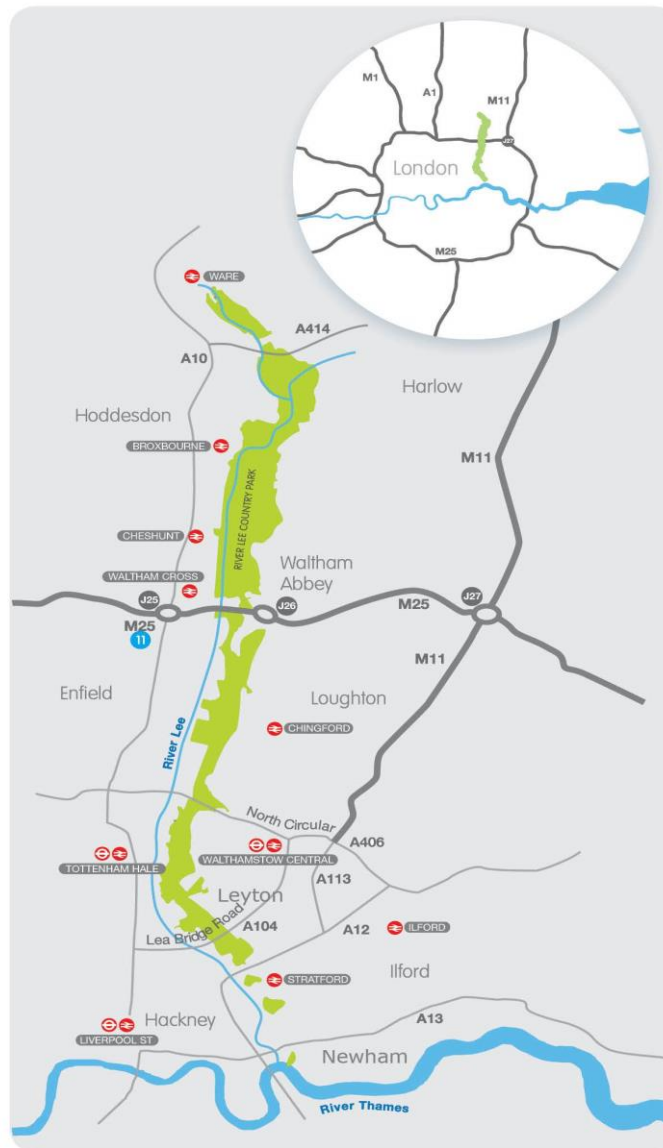 M1
A1
M11
J27
London
M25
WARE
A414
A10
Harlow
Hoddesdon
BROXBOURNE
M11
RIVER LEE COUNTRY PARK
CHESHUNT
Waltham
Abbey
WALTHAM CROSS
J25
J26
M25
J27
M25
11
M11
Enfield
Loughton
CHINGFORD
River Lee
North Circular
A406
WALTHAMSTOW CENTRAL
TOTTENHAM HALE
A113
Leyton
Lea Bridge Road
A104
A12
ILFORD
Ilford
STRATFORD
Hackney
A13
LIVERPOOL ST
Newham
River Thames